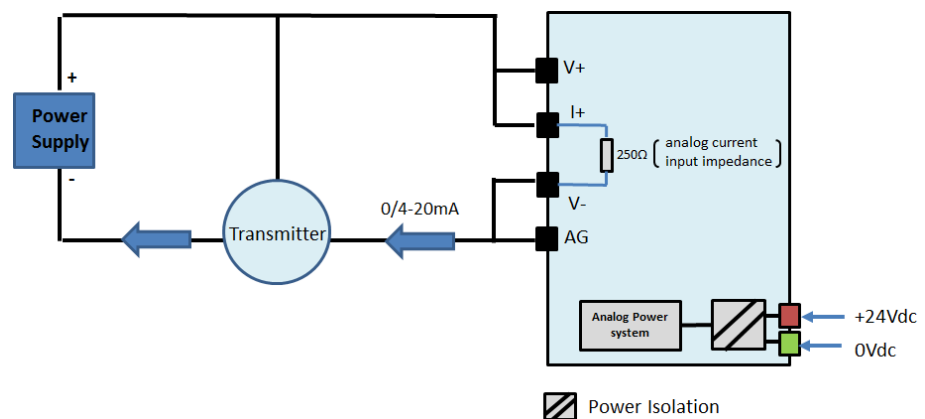 +
Power
Supply
-
Transmitter
0/4-20mA
V+
I+
250Ω ( analog current
input impedance )
V-
AG
Analog Power
system
+24Vdc
0Vdc
Power Isolation